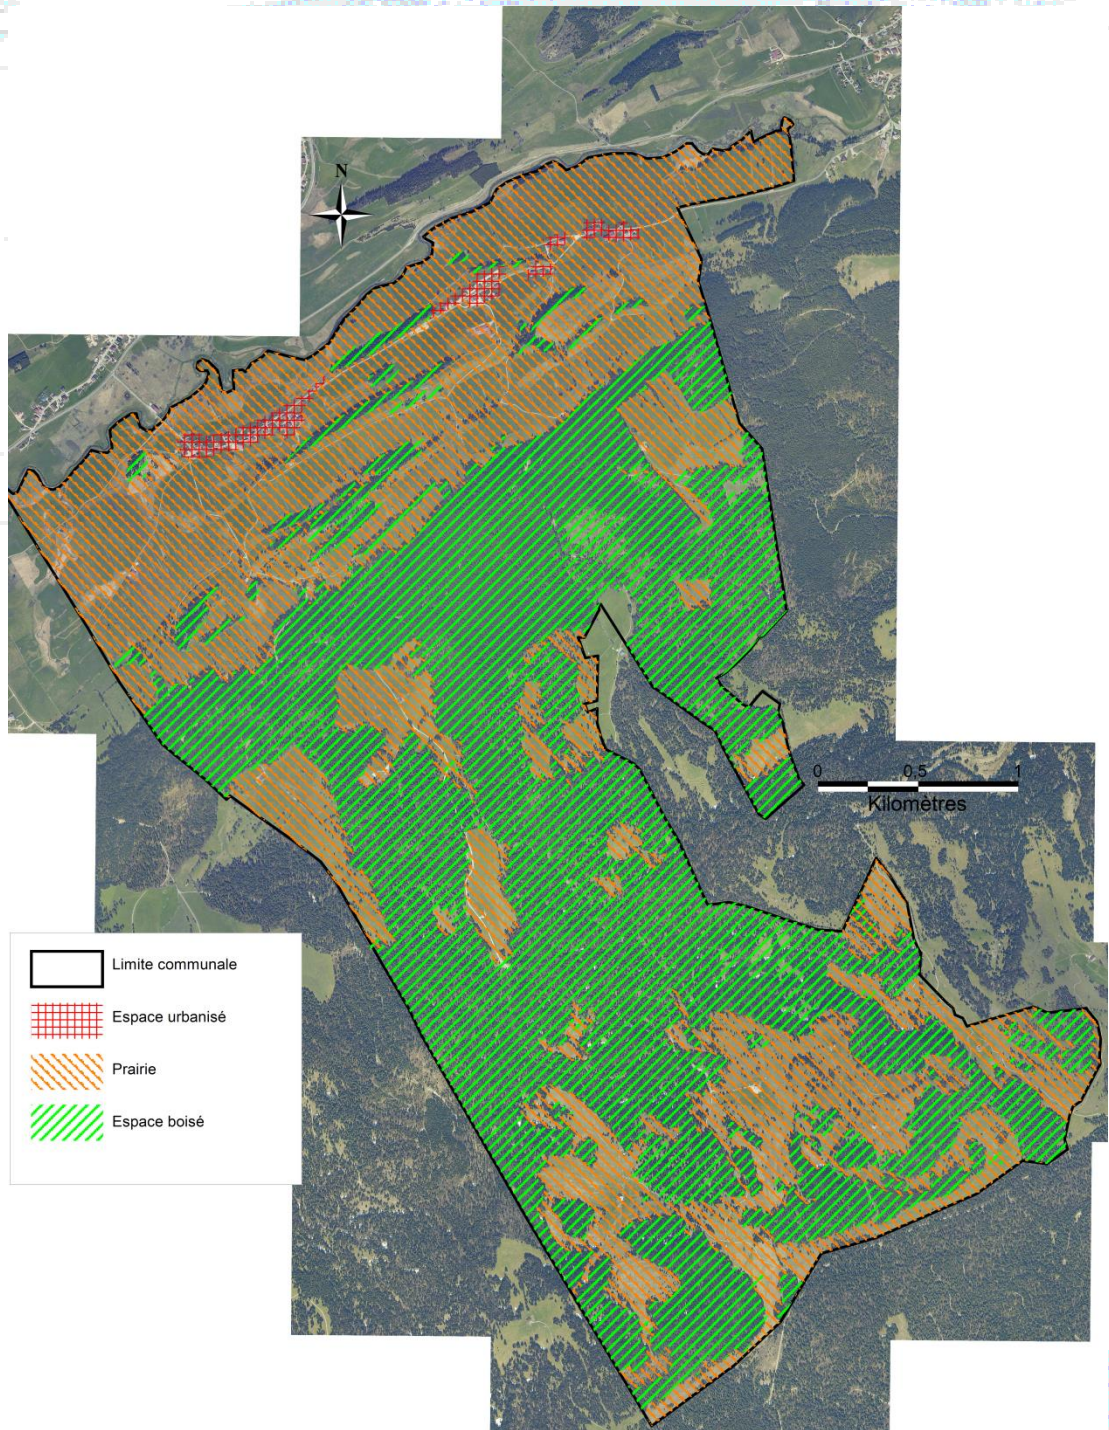 N
0 0,5 1
Kilomètres
Limite communale
Espace urbanisé
Prairie
Espace boisé